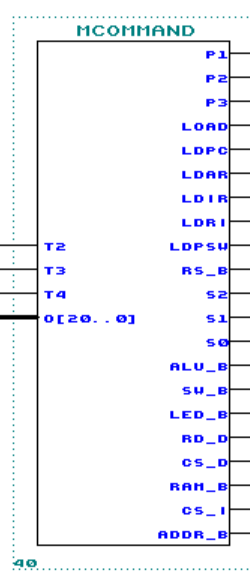 MCOMMAND
P1
P2
P3
LOAD
LDPC
LDAR
LDIR
LDRI
T2 LDPSW
T3 RS_B
T4 S2
O[20..0] S1
S0
ALU_B
SW_B
LED_B
RD_D
CS_D
RAM_B
CS_I
ADDR_B
40